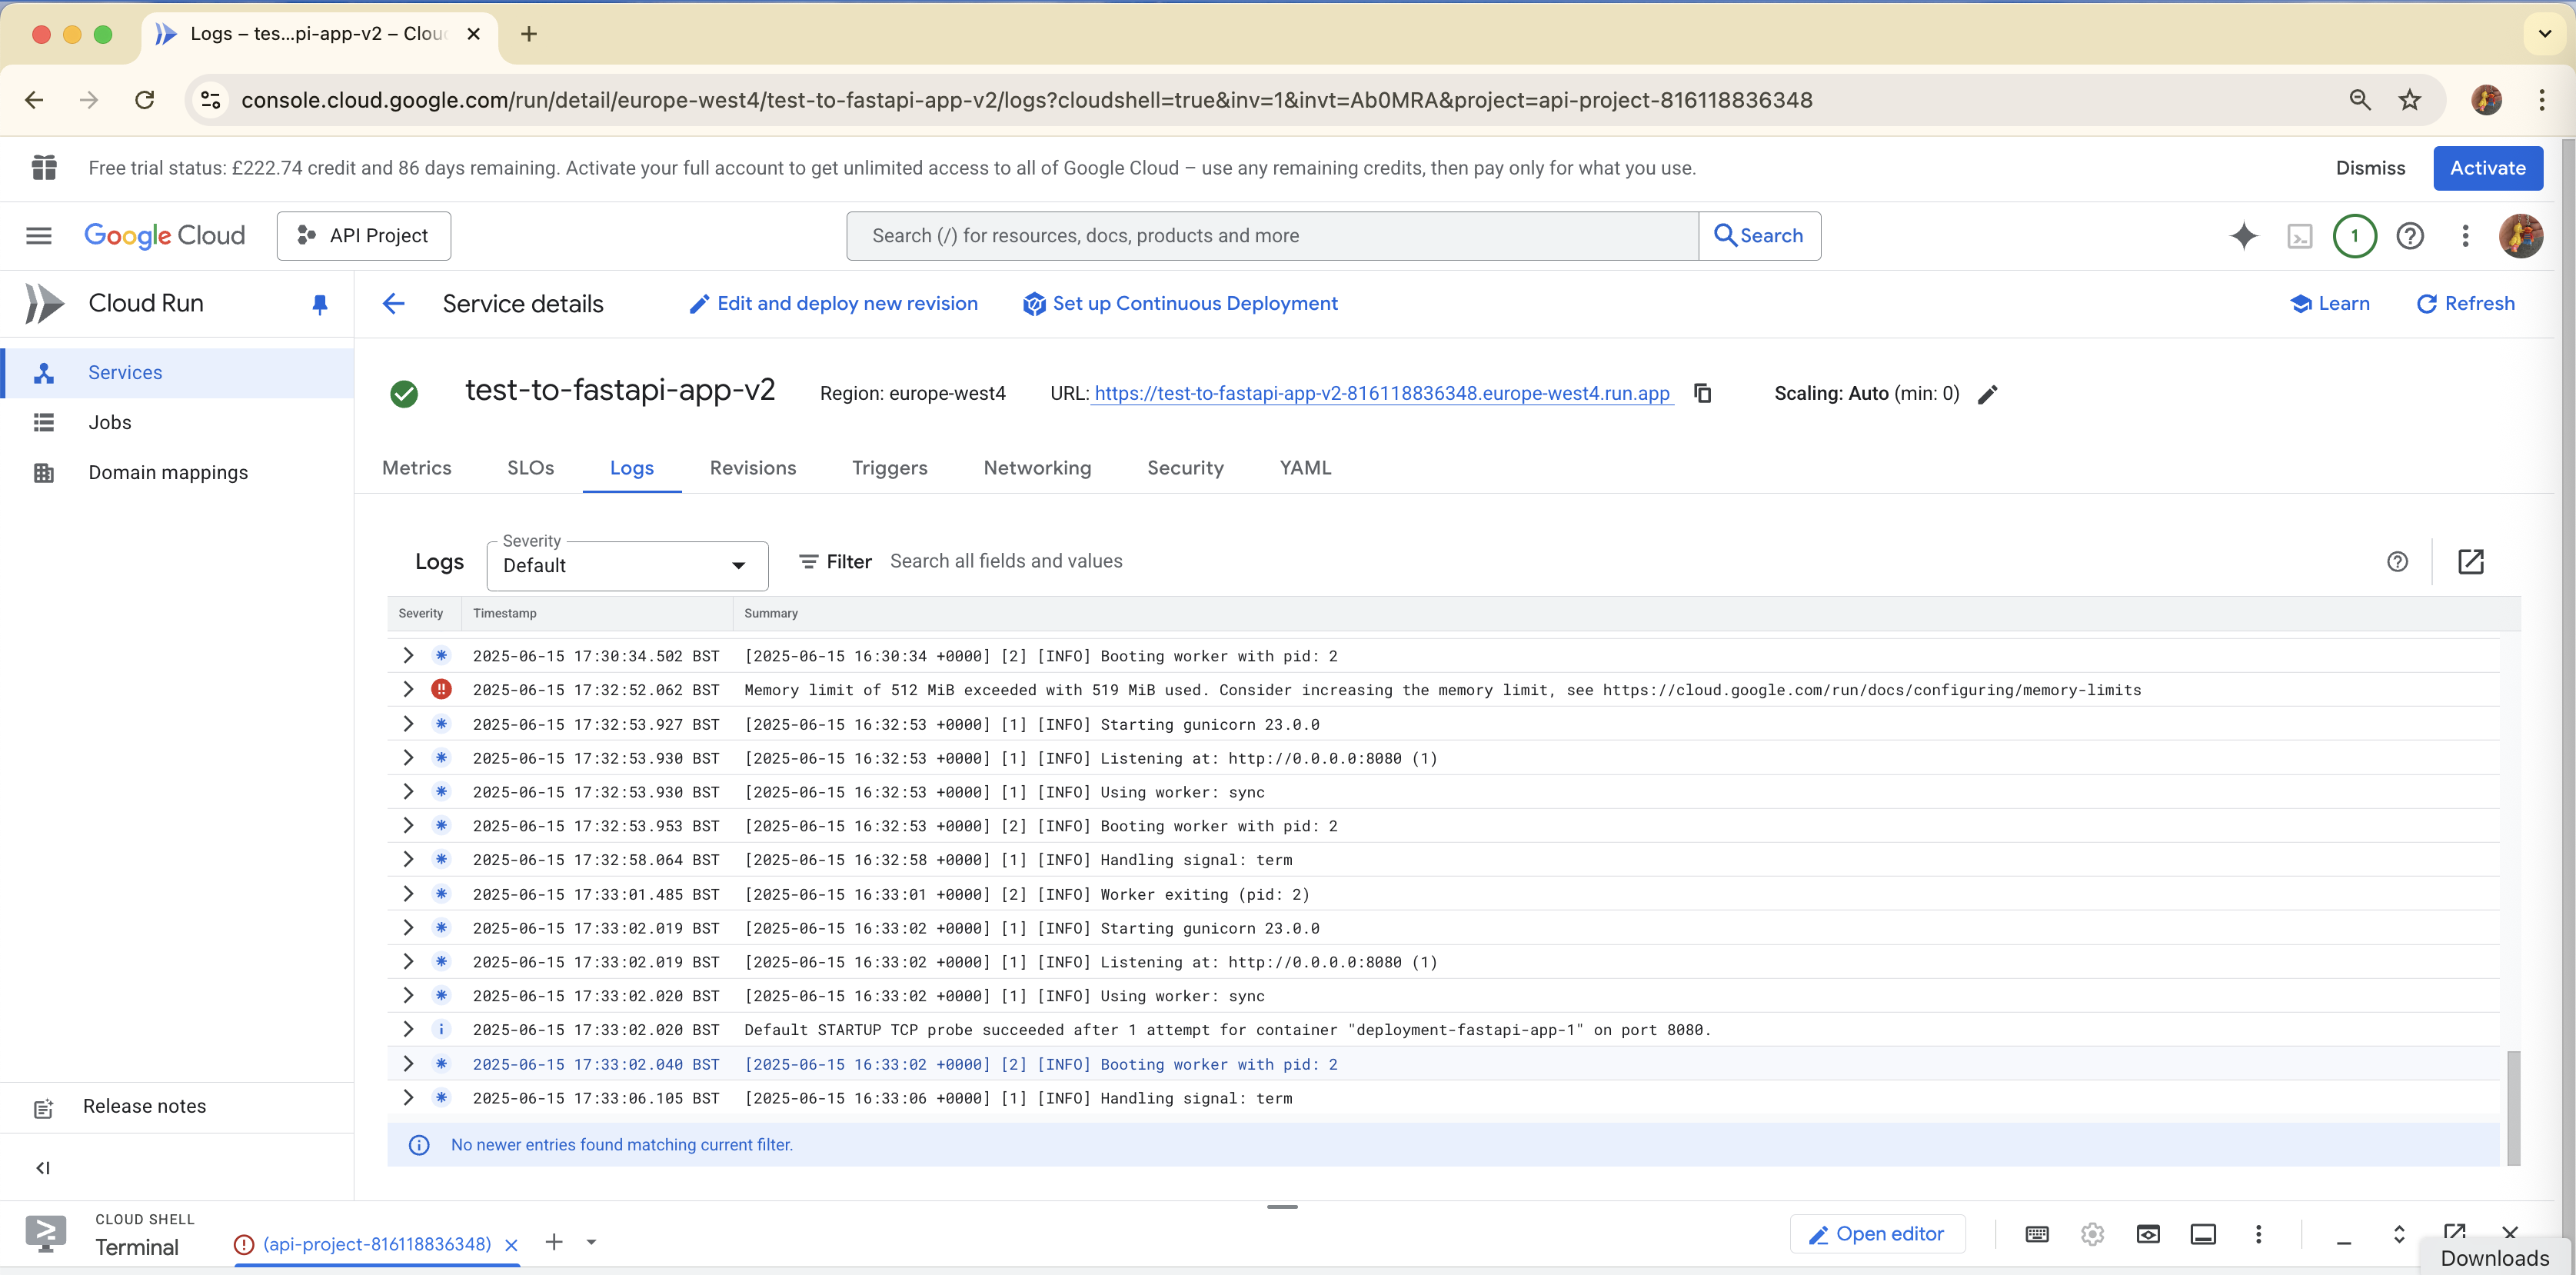 Logs – tes...pi-app-v2 – Clou
console.cloud.google.com/run/detail/europe-west4/test-to-fastapi-app-v2/logs?cloudshell=true&inv=1&invt=Ab0MRA&project=api-project-816118836348
Free trial status: £222.74 credit and 86 days remaining. Activate your full account to get unlimited access to all of Google Cloud – use any remaining credits, then pay only for what you use.
Dismiss
Activate
Google Cloud
API Project
Search (/) for resources, docs, products and more
Search
1
Cloud Run
Service details
Edit and deploy new revision
Set up Continuous Deployment
Learn
Refresh
Services
Jobs
Domain mappings
test-to-fastapi-app-v2
Region: europe-west4
URL: https://test-to-fastapi-app-v2-816118836348.europe-west4.run.app
Scaling: Auto (min: 0)
Metrics SLOs Logs Revisions Triggers Networking Security YAML
Logs
Severity
Default
Filter
Search all fields and values
Severity Timestamp Summary
2025-06-15 17:30:34.502 BST [2025-06-15 16:30:34 +0000] [2] [INFO] Booting worker with pid: 2
2025-06-15 17:32:52.062 BST Memory limit of 512 MiB exceeded with 519 MiB used. Consider increasing the memory limit, see https://cloud.google.com/run/docs/configuring/memory-limits
2025-06-15 17:32:53.927 BST [2025-06-15 16:32:53 +0000] [1] [INFO] Starting gunicorn 23.0.0
2025-06-15 17:32:53.930 BST [2025-06-15 16:32:53 +0000] [1] [INFO] Listening at: http://0.0.0.0:8080 (1)
2025-06-15 17:32:53.930 BST [2025-06-15 16:32:53 +0000] [1] [INFO] Using worker: sync
2025-06-15 17:32:53.953 BST [2025-06-15 16:32:53 +0000] [2] [INFO] Booting worker with pid: 2
2025-06-15 17:32:58.064 BST [2025-06-15 16:32:58 +0000] [1] [INFO] Handling signal: term
2025-06-15 17:33:01.485 BST [2025-06-15 16:33:01 +0000] [2] [INFO] Worker exiting (pid: 2)
2025-06-15 17:33:02.019 BST [2025-06-15 16:33:02 +0000] [1] [INFO] Starting gunicorn 23.0.0
2025-06-15 17:33:02.019 BST [2025-06-15 16:33:02 +0000] [1] [INFO] Listening at: http://0.0.0.0:8080 (1)
2025-06-15 17:33:02.020 BST [2025-06-15 16:33:02 +0000] [1] [INFO] Using worker: sync
2025-06-15 17:33:02.020 BST Default STARTUP TCP probe succeeded after 1 attempt for container "deployment-fastapi-app-1" on port 8080.
2025-06-15 17:33:02.040 BST [2025-06-15 16:33:02 +0000] [2] [INFO] Booting worker with pid: 2
2025-06-15 17:33:06.105 BST [2025-06-15 16:33:06 +0000] [1] [INFO] Handling signal: term
No newer entries found matching current filter.
Release notes
CLOUD SHELL
Terminal
(api-project-816118836348)
Open editor
Downloads